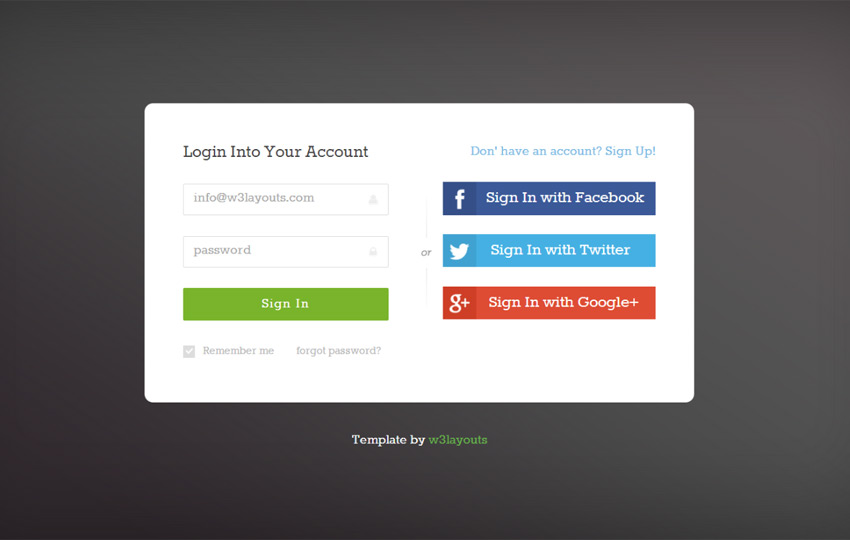 Login Into Your Account
Don' have an account? Sign Up!
info@w3layouts.com
password
Sign In
Remember me
forgot password?
or
f
Sign In with Facebook
Sign In with Twitter
g+
Sign In with Google+
Template by w3layouts